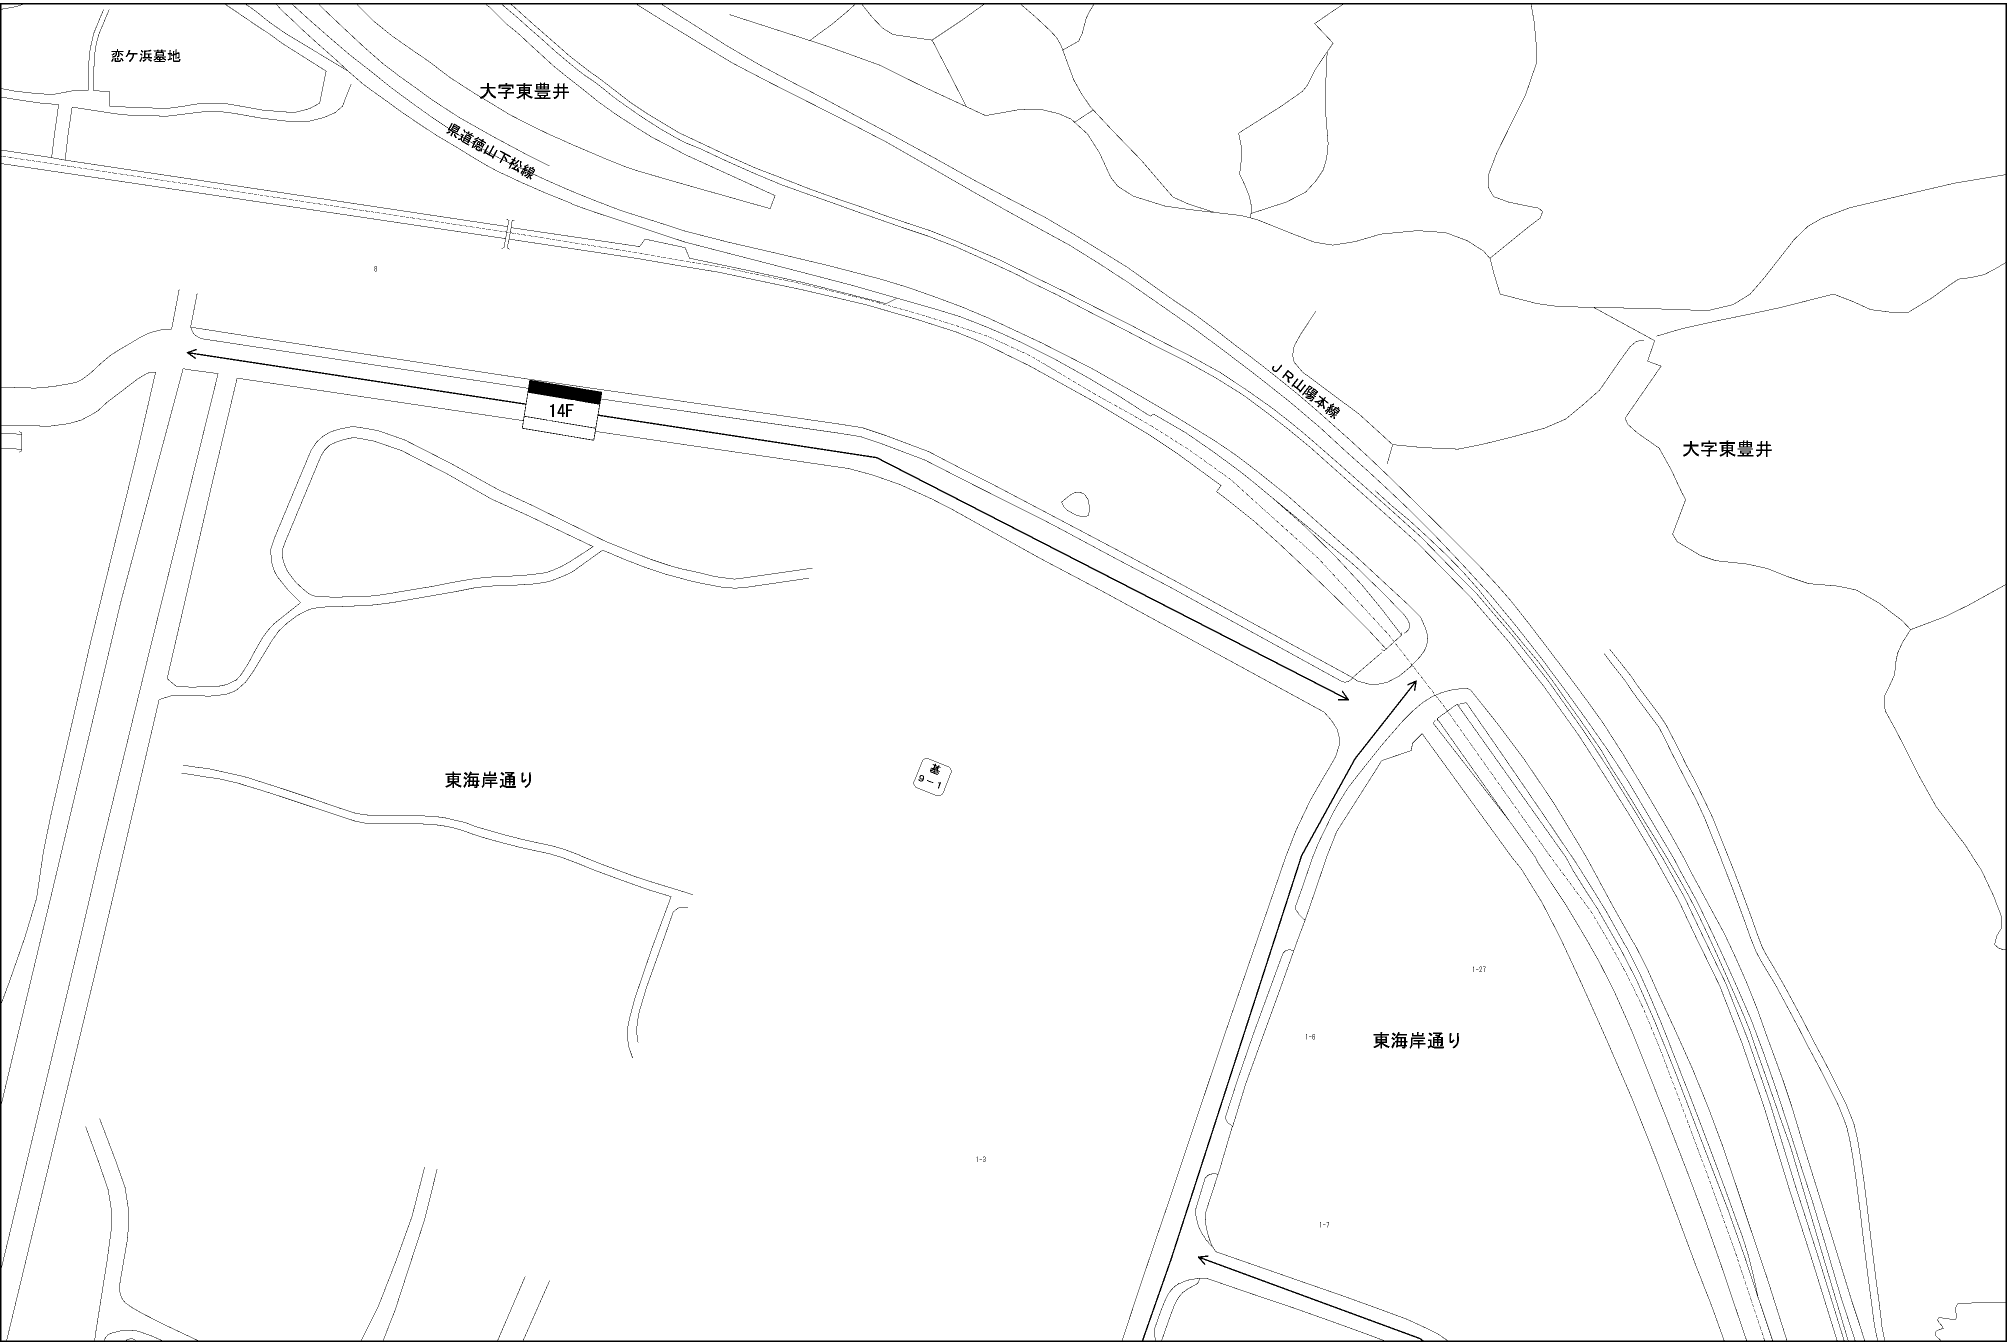 恋ケ浜墓地
大字東豊井
県道徳山下松線
8
JR山陽本線
14F
大字東豊井
東海岸通り
基
9-1
1-27
1-6
東海岸通り
1-3
1-7